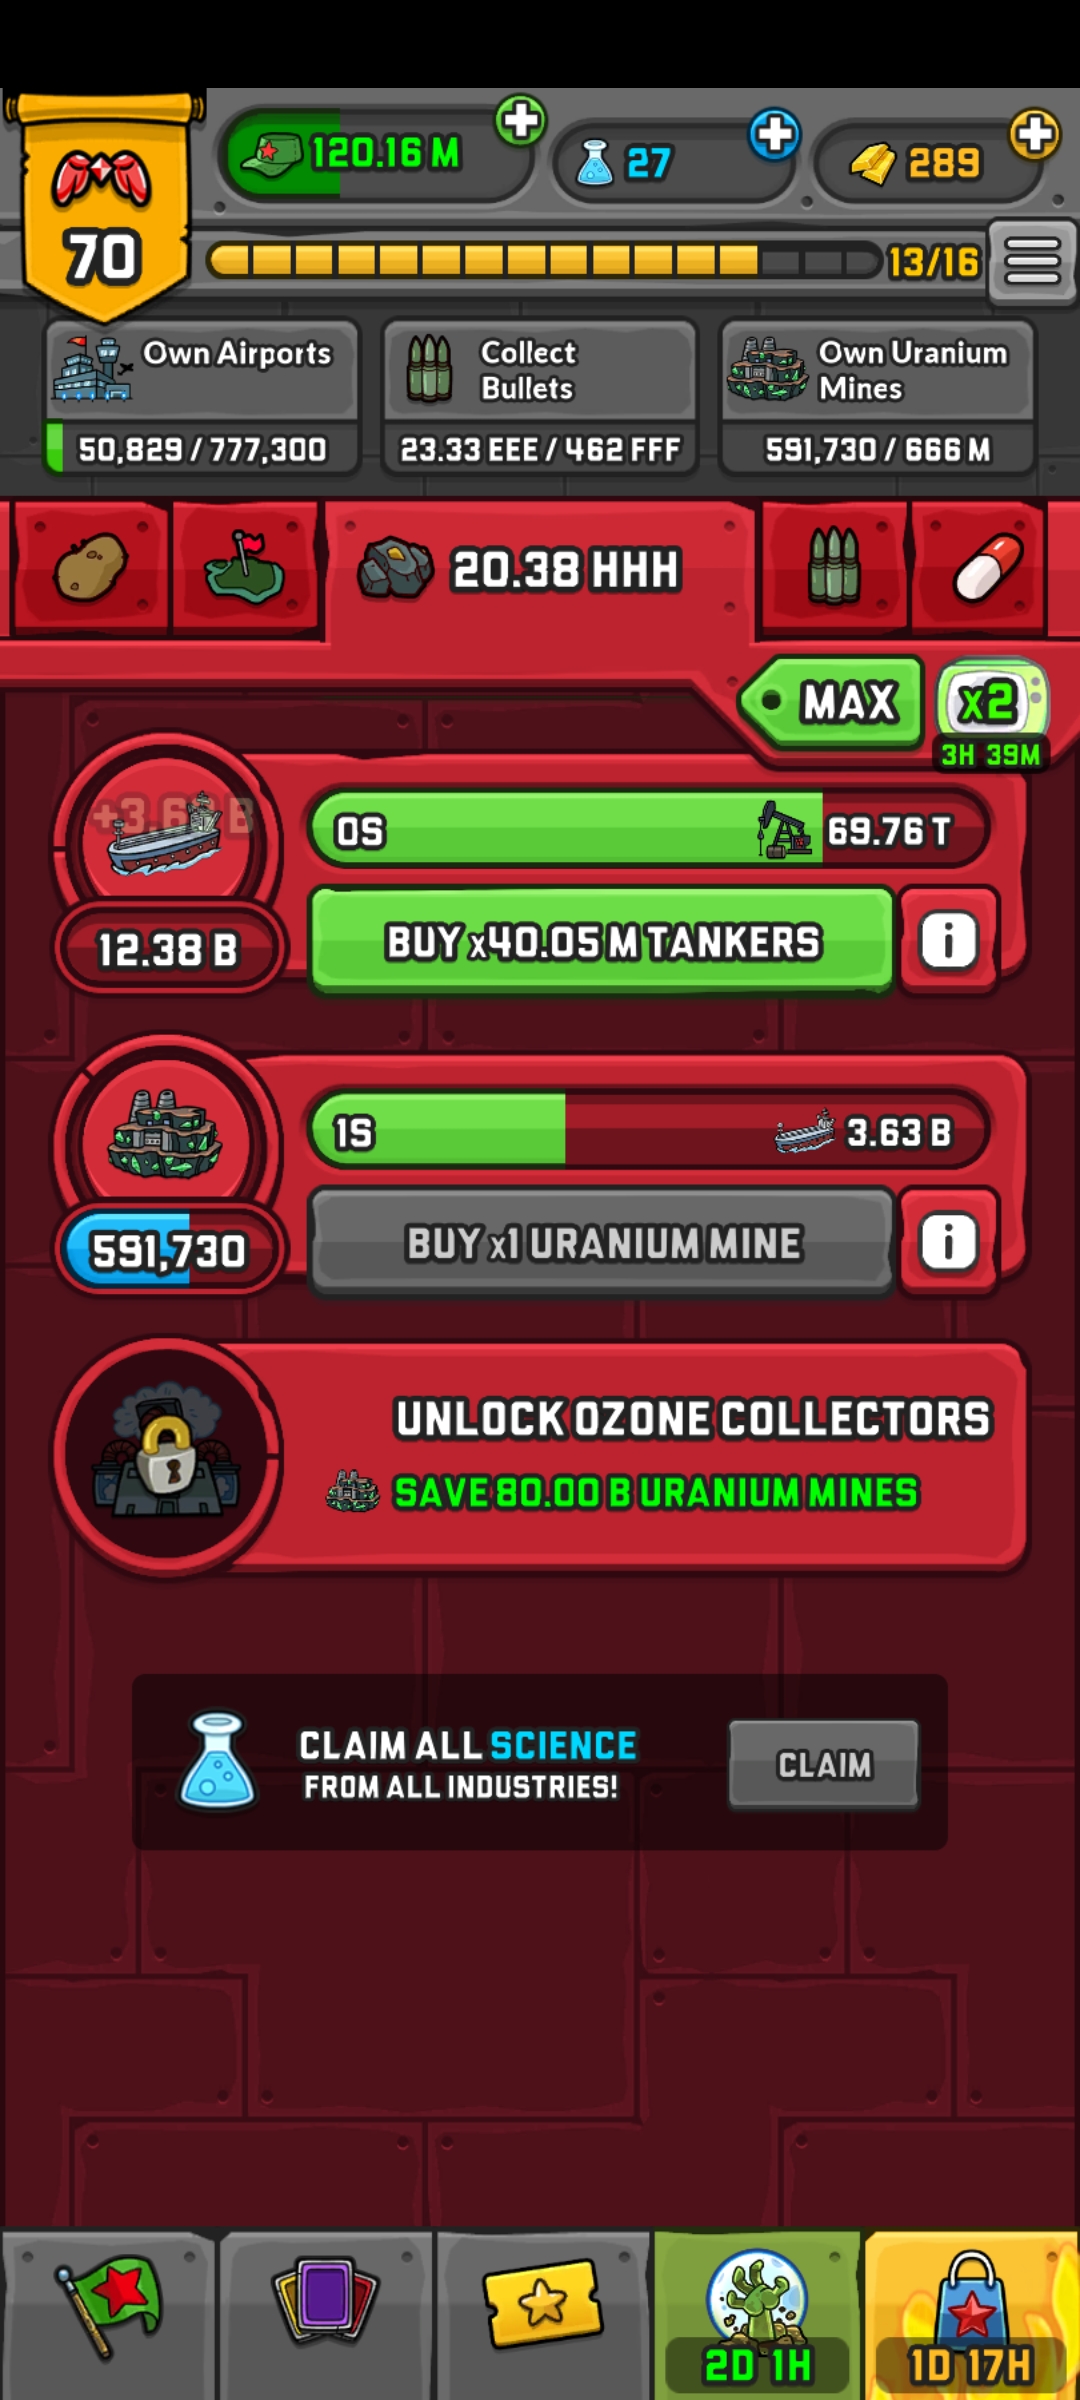 120.16 M
27
289
70
13/16
Own Airports
50,829 / 777,300
Collect
Bullets
23.33 EEE / 462 FFF
Own Uranium
Mines
591,730 / 666 M
20.38 HHH
MAX
x2
3H 39M
0S
69.76 T
12.38 B
BUY x40.05 M TANKERS
i
1S
3.63 B
591,730
BUY x1 URANIUM MINE
i
UNLOCK OZONE COLLECTORS
SAVE 80.00 B URANIUM MINES
CLAIM ALL SCIENCE
FROM ALL INDUSTRIES!
CLAIM
2D 1H
1D 17H